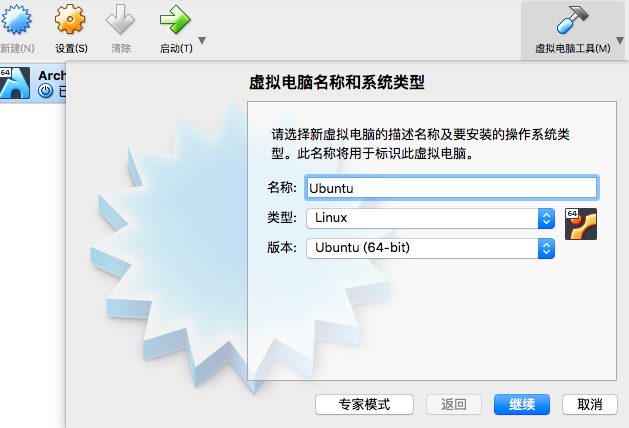 新建(N)
设置(S)
清除
启动(T)
虚拟电脑工具(M)
64
Arch
虚拟电脑名称和系统类型
请选择新虚拟电脑的描述名称及要安装的操作系统类
型。此名称将用于标识此虚拟电脑。
名称: Ubuntu
类型: Linux
64
版本: Ubuntu (64-bit)
专家模式
返回
继续
取消